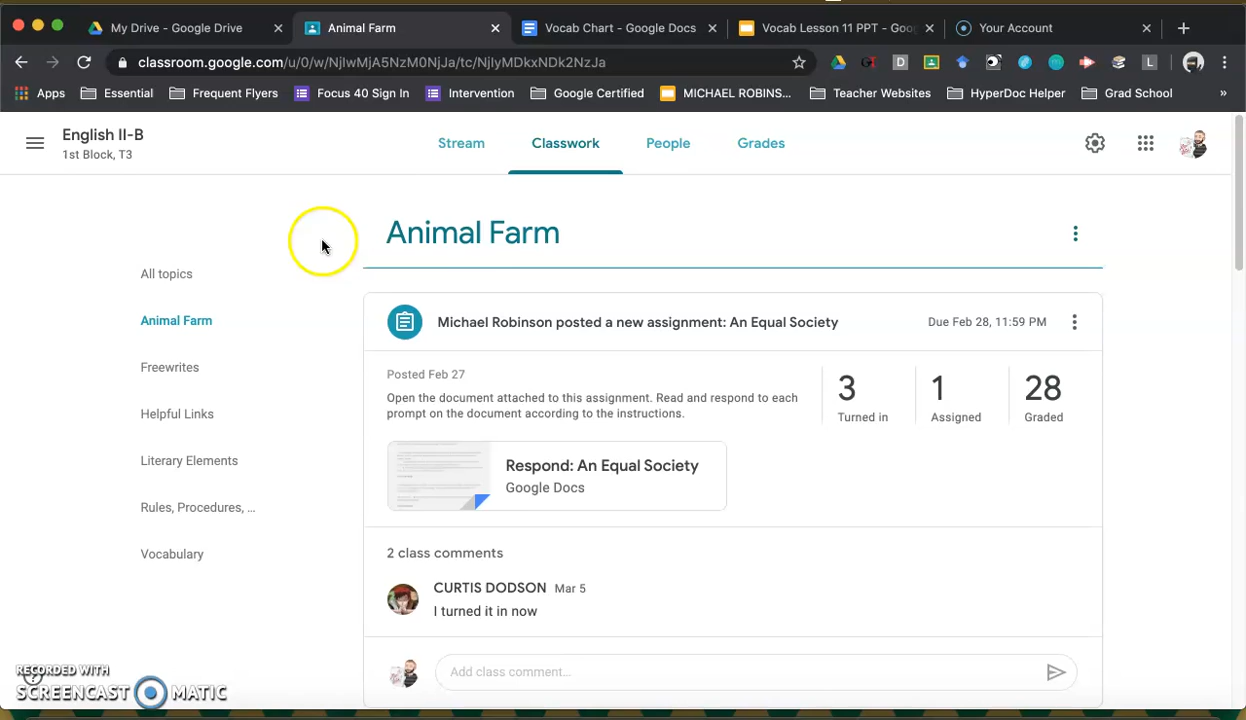 My Drive - Google Drive
Animal Farm
Vocab Chart - Google Docs
Vocab Lesson 11 PPT - Goo
Your Account
classroom.google.com/u/0/w/NjIwMjA5NzM0NjJa/tc/NjIyMDkxNDk2NzJa
Apps
Essential
Frequent Flyers
Focus 40 Sign In
Intervention
Google Certified
MICHAEL ROBINS...
Teacher Websites
HyperDoc Helper
Grad School
»
English II-B
1st Block, T3
Stream
Classwork
People
Grades
Animal Farm
All topics
Animal Farm
Freewrites
Helpful Links
Literary Elements
Rules, Procedures, ...
Vocabulary
Michael Robinson posted a new assignment: An Equal Society
Due Feb 28, 11:59 PM
Posted Feb 27
Open the document attached to this assignment. Read and respond to each
prompt on the document according to the instructions.
3
Turned in
1
Assigned
28
Graded
Respond: An Equal Society
Google Docs
2 class comments
CURTIS DODSON Mar 5
I turned it in now
Add class comment...
RECORDED WITH
SCREENCAST MATIC